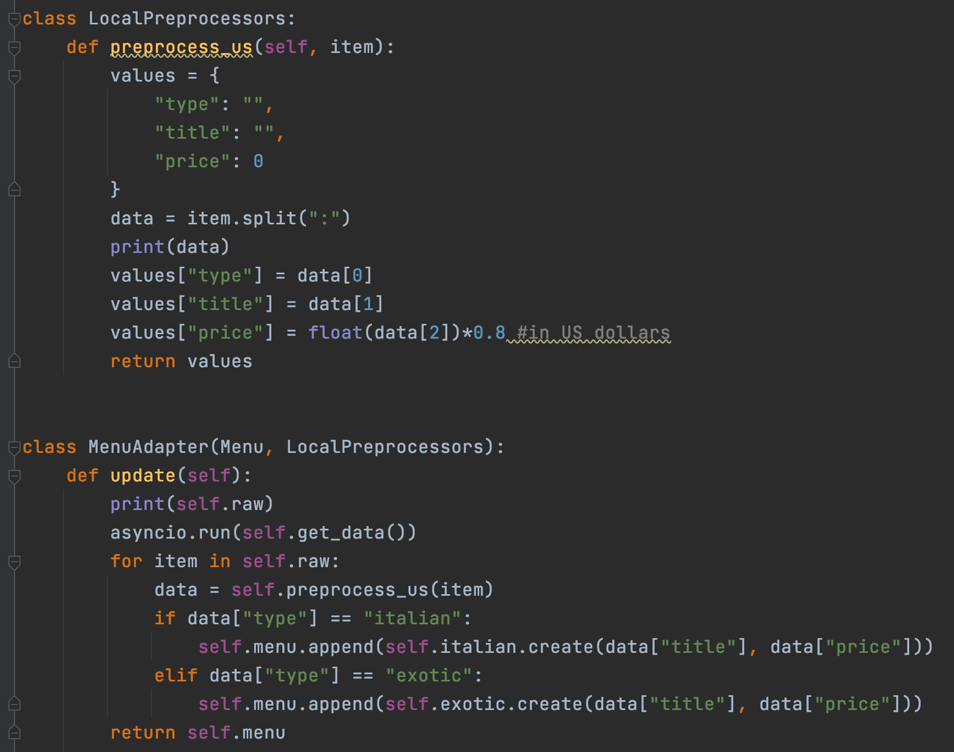 class LocalPreprocessors:
    def preprocess_us(self, item):
        values = {
            "type": "",
            "title": "",
            "price": 0
        }
        data = item.split(":")
        print(data)
        values["type"] = data[0]
        values["title"] = data[1]
        values["price"] = float(data[2])*0.8 #in US dollars
        return values
class MenuAdapter(Menu, LocalPreprocessors):
    def update(self):
        print(self.raw)
        asyncio.run(self.get_data())
        for item in self.raw:
            data = self.preprocess_us(item)
            if data["type"] == "italian":
                self.menu.append(self.italian.create(data["title"], data["price"]))
            elif data["type"] == "exotic":
                self.menu.append(self.exotic.create(data["title"], data["price"]))
        return self.menu